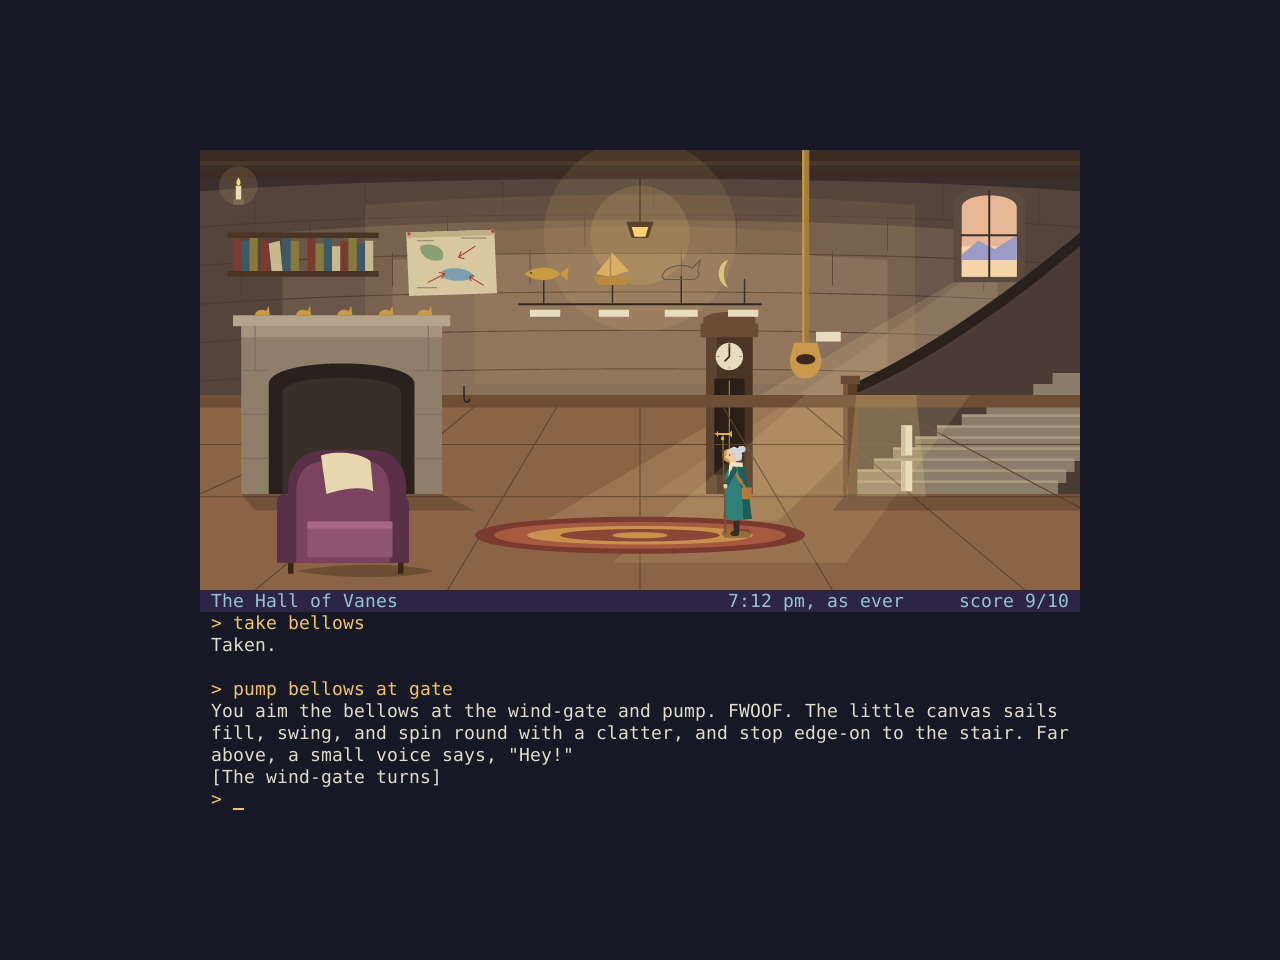 The Hall of Vanes 7:12 pm, as ever score 9/10
> take bellows
Taken.
> pump bellows at gate
You aim the bellows at the wind-gate and pump. FWOOF. The little canvas sails
fill, swing, and spin round with a clatter, and stop edge-on to the stair. Far
above, a small voice says, "Hey!"
[The wind-gate turns]
> _